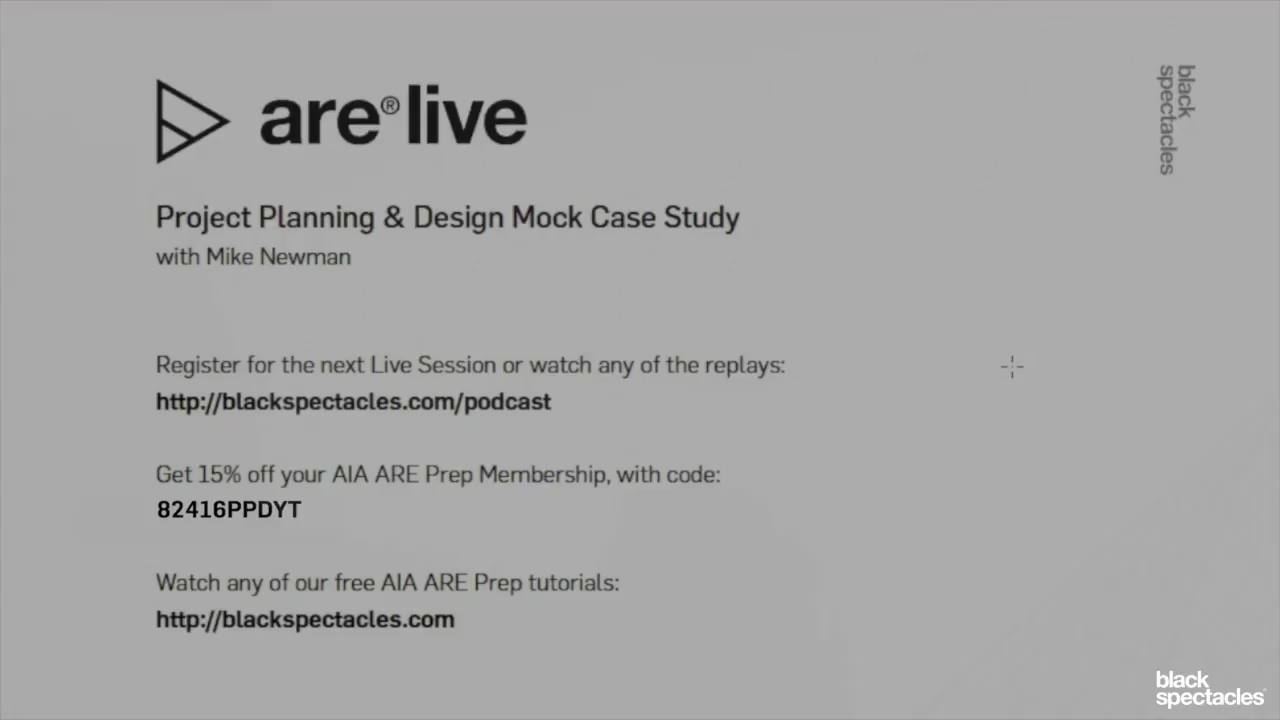 are® live
black
spectacles
Project Planning & Design Mock Case Study
with Mike Newman
Register for the next Live Session or watch any of the replays:
http://blackspectacles.com/podcast
Get 15% off your AIA ARE Prep Membership, with code:
82416PPDYT
Watch any of our free AIA ARE Prep tutorials:
http://blackspectacles.com
black
spectacles